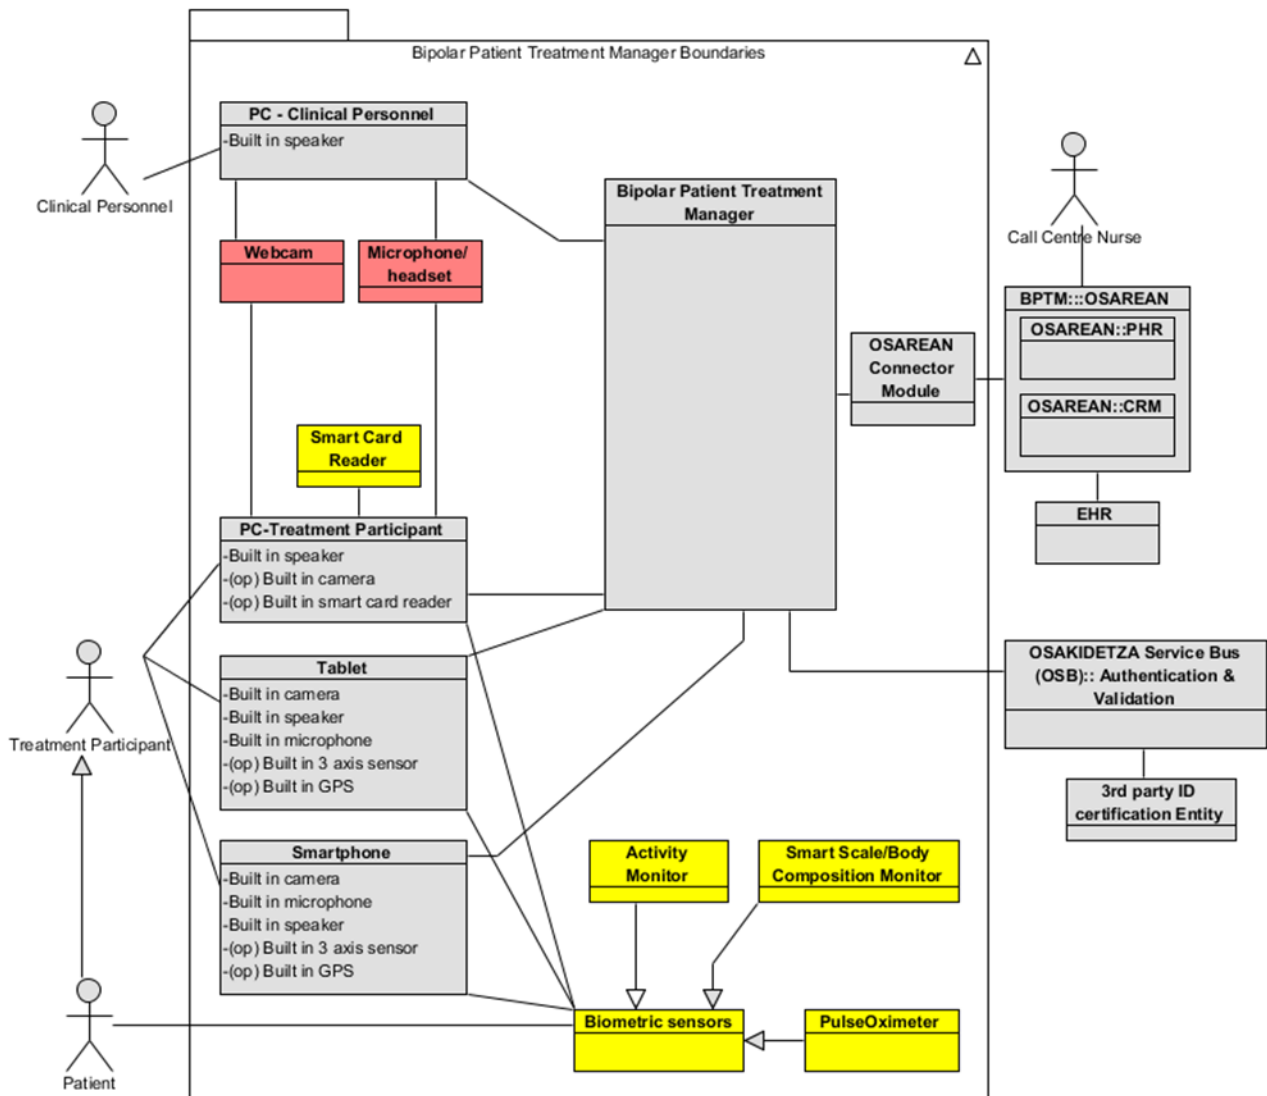 Bipolar Patient Treatment Manager Boundaries
Clinical Personnel
PC - Clinical Personnel
-Built in speaker
Webcam
Microphone/
headset
Bipolar Patient Treatment
Manager
OSAREAN
Connector
Module
Call Centre Nurse
BPTM:::OSAREAN
OSAREAN::PHR
OSAREAN::CRM
EHR
Smart Card
Reader
PC-Treatment Participant
-Built in speaker
-(op) Built in camera
-(op) Built in smart card reader
Treatment Participant
Tablet
-Built in camera
-Built in speaker
-Built in microphone
-(op) Built in 3 axis sensor
-(op) Built in GPS
OSAKIDETZA Service Bus
(OSB):: Authentication &
Validation
3rd party ID
certification Entity
Smartphone
-Built in camera
-Built in microphone
-Built in speaker
-(op) Built in 3 axis sensor
-(op) Built in GPS
Activity
Monitor
Smart Scale/Body
Composition Monitor
Biometric sensors
PulseOximeter
Patient